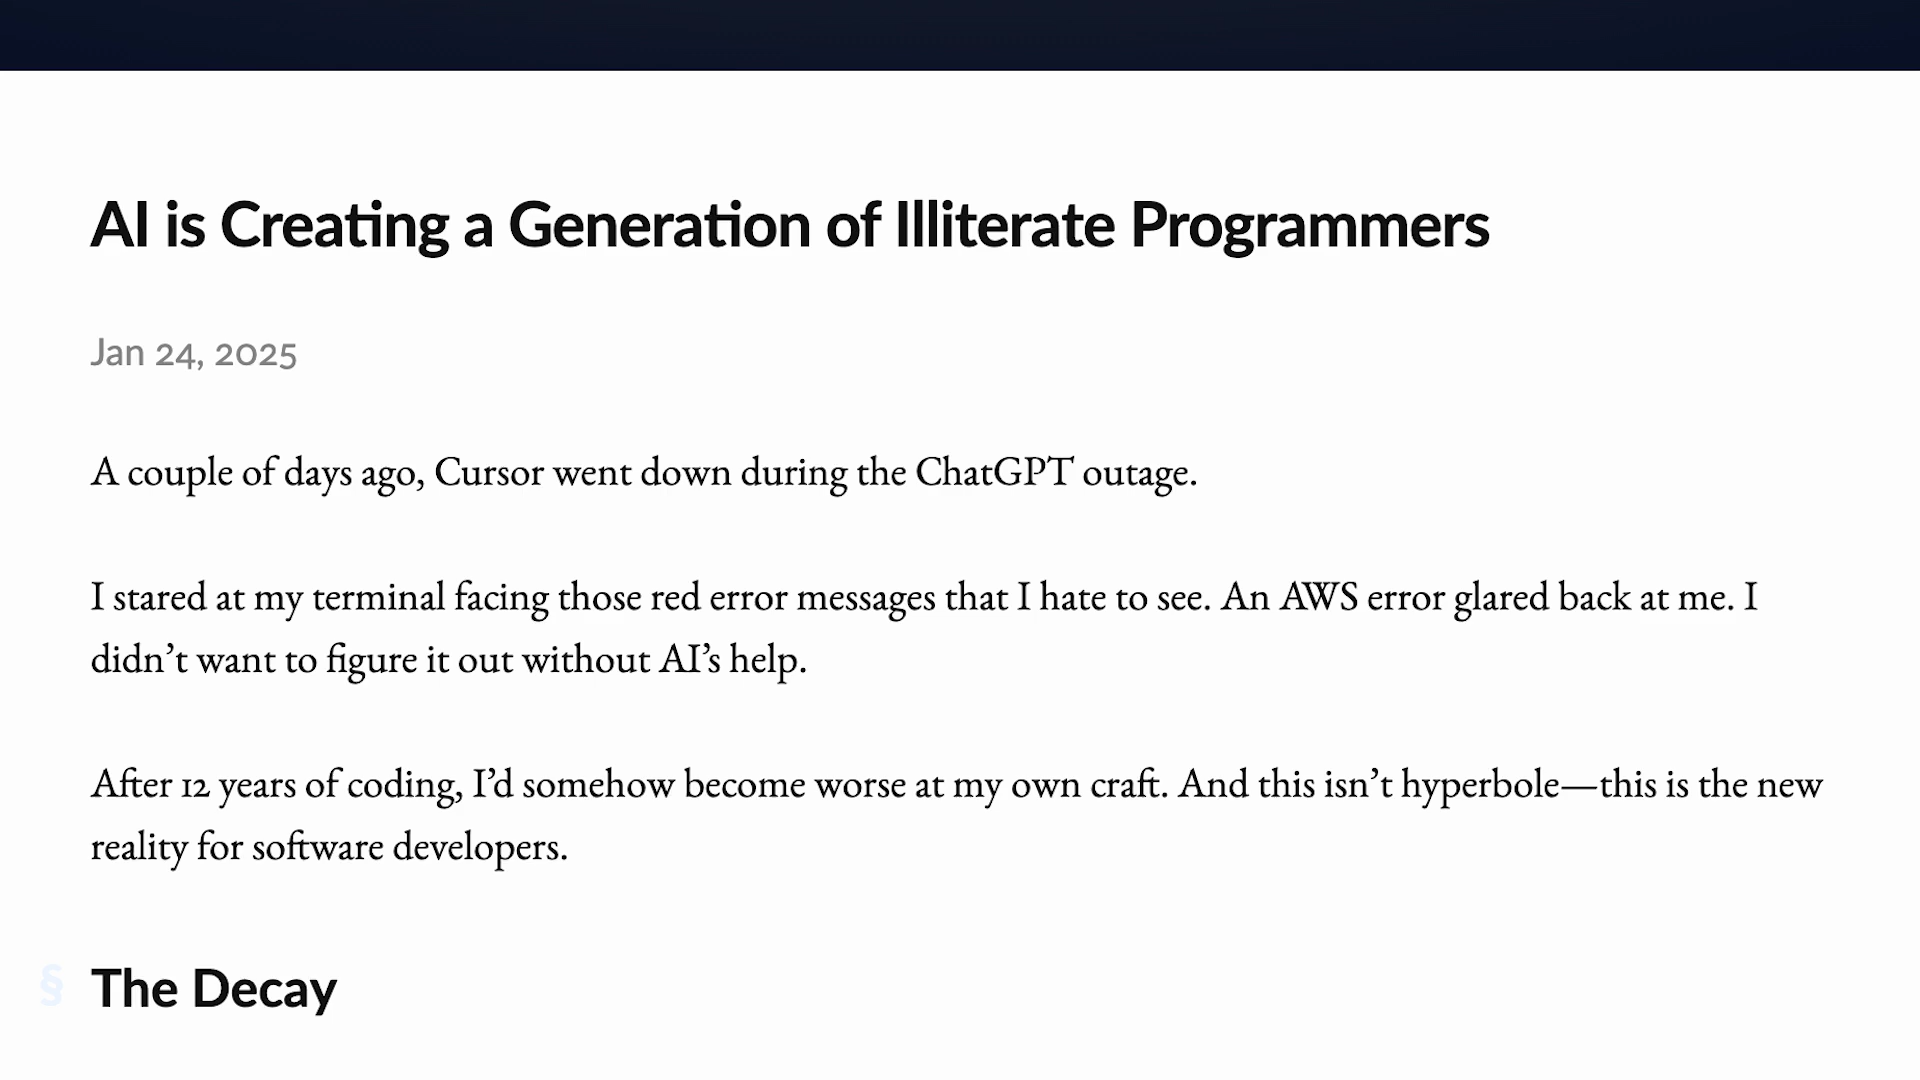 AI is Creating a Generation of Illiterate Programmers
Jan 24, 2025
A couple of days ago, Cursor went down during the ChatGPT outage.
I stared at my terminal facing those red error messages that I hate to see. An AWS error glared back at me. I
didn’t want to figure it out without AI’s help.
After 12 years of coding, I’d somehow become worse at my own craft. And this isn’t hyperbole—this is the new
reality for software developers.
§ The Decay